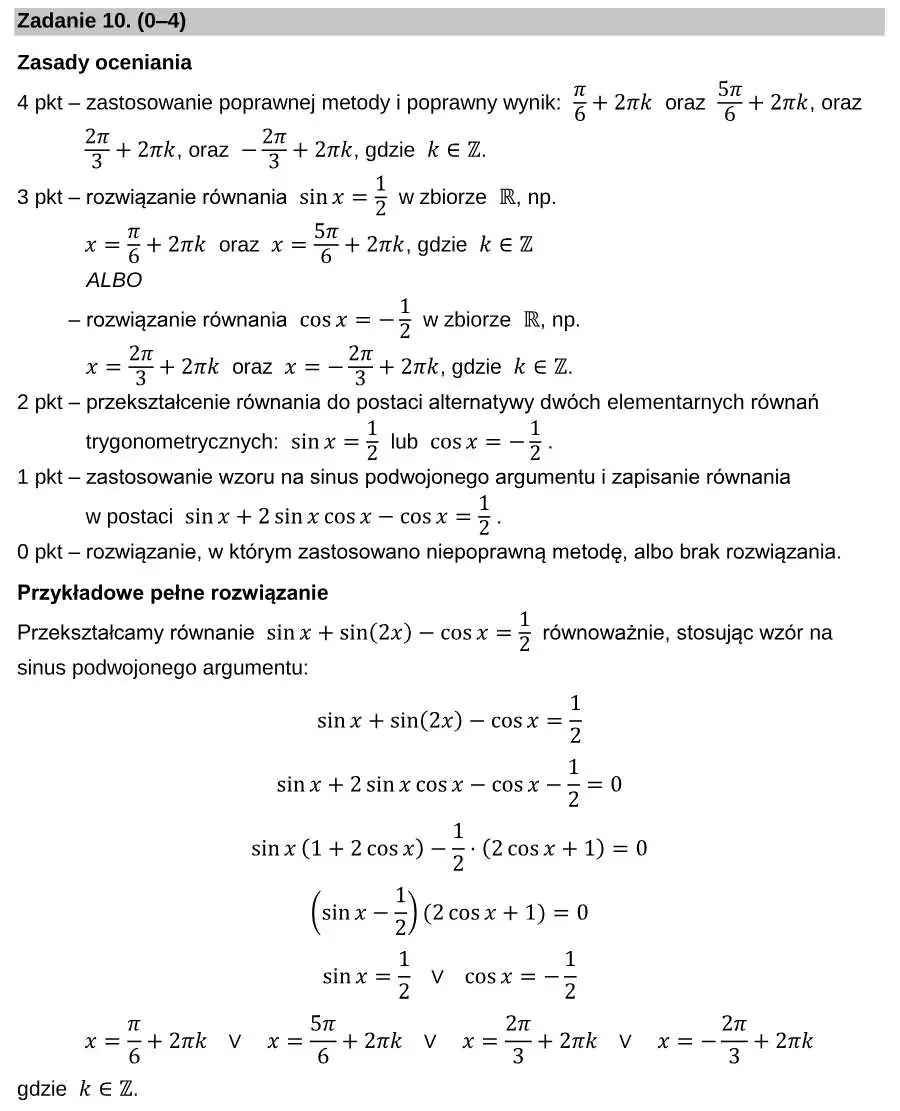 Zadanie 10. (0–4)
Zasady oceniania
4 pkt – zastosowanie poprawnej metody i poprawny wynik: π/6 + 2πk oraz 5π/6 + 2πk, oraz
2π/3 + 2πk, oraz −2π/3 + 2πk, gdzie k ∈ ℤ.
3 pkt – rozwiązanie równania sin x = 1/2 w zbiorze ℝ, np.
x = π/6 + 2πk oraz x = 5π/6 + 2πk, gdzie k ∈ ℤ
ALBO
– rozwiązanie równania cos x = −1/2 w zbiorze ℝ, np.
x = 2π/3 + 2πk oraz x = −2π/3 + 2πk, gdzie k ∈ ℤ.
2 pkt – przekształcenie równania do postaci alternatywy dwóch elementarnych równań
trygonometrycznych: sin x = 1/2 lub cos x = −1/2 .
1 pkt – zastosowanie wzoru na sinus podwojonego argumentu i zapisanie równania
w postaci sin x + 2 sin x cos x − cos x = 1/2 .
0 pkt – rozwiązanie, w którym zastosowano niepoprawną metodę, albo brak rozwiązania.
Przykładowe pełne rozwiązanie
Przekształcamy równanie sin x + sin(2x) − cos x = 1/2 równoważnie, stosując wzór na
sinus podwojonego argumentu:
sin x + sin(2x) − cos x = 1/2
sin x + 2 sin x cos x − cos x − 1/2 = 0
sin x (1 + 2 cos x) − 1/2 · (2 cos x + 1) = 0
(sin x − 1/2) (2 cos x + 1) = 0
sin x = 1/2 ∨ cos x = −1/2
x = π/6 + 2πk ∨ x = 5π/6 + 2πk ∨ x = 2π/3 + 2πk ∨ x = −2π/3 + 2πk
gdzie k ∈ ℤ.